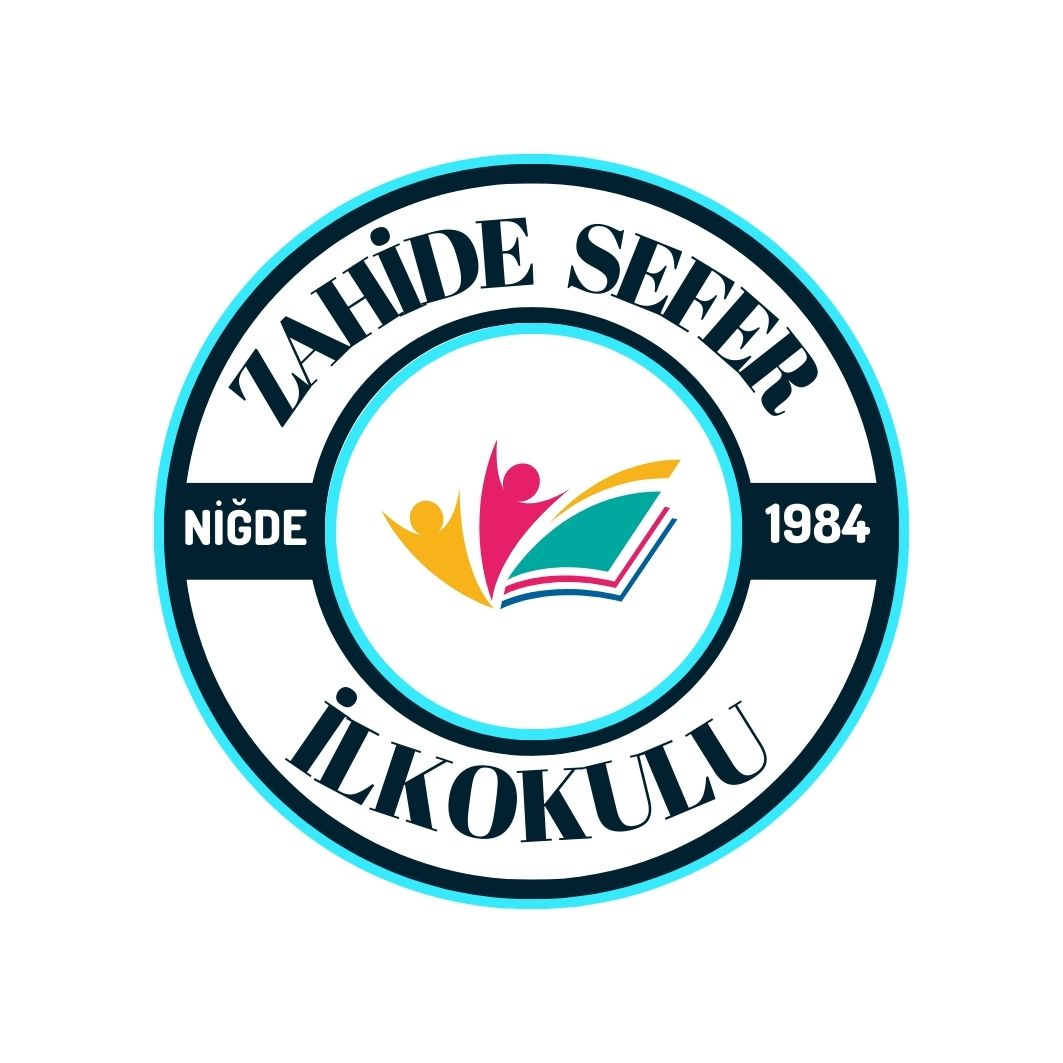 ZAHİDE SEFER
NİĞDE
1984
İLKOKULU